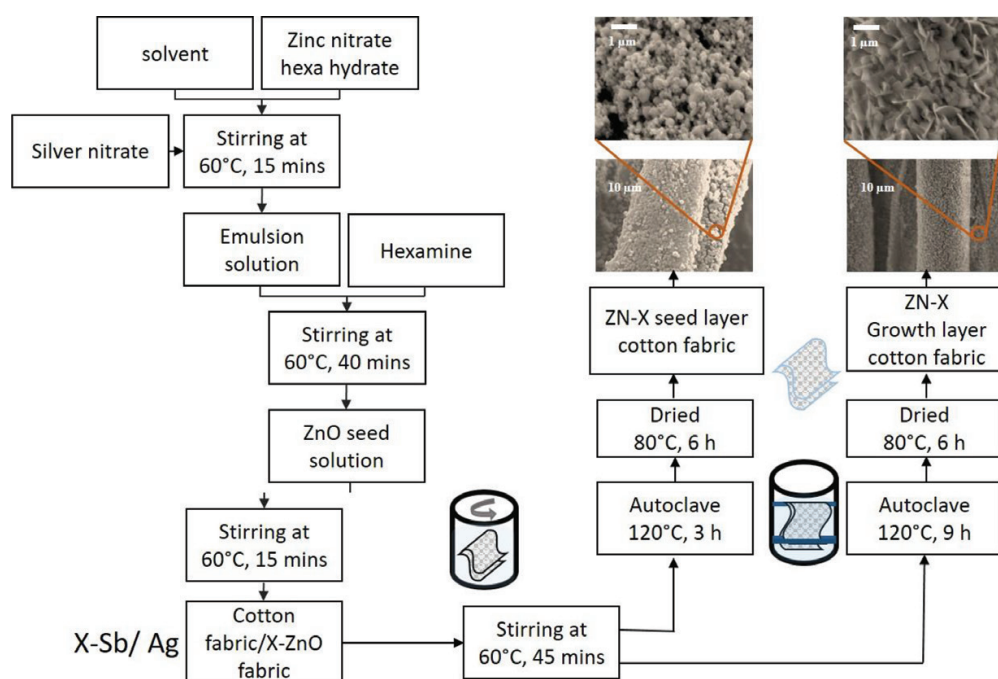 solvent
Zinc nitrate
hexa hydrate
Silver nitrate
Stirring at
60°C, 15 mins
Emulsion
solution
Hexamine
Stirring at
60°C, 40 mins
ZnO seed
solution
Stirring at
60°C, 15 mins
X-Sb/ Ag
Cotton
fabric/X-ZnO
fabric
Stirring at
60°C, 45 mins
Autoclave
120°C, 3 h
Dried
80°C, 6 h
ZN-X seed layer
cotton fabric
10 µm
1 µm
Autoclave
120°C, 9 h
Dried
80°C, 6 h
ZN-X
Growth layer
cotton fabric
10 µm
1 µm